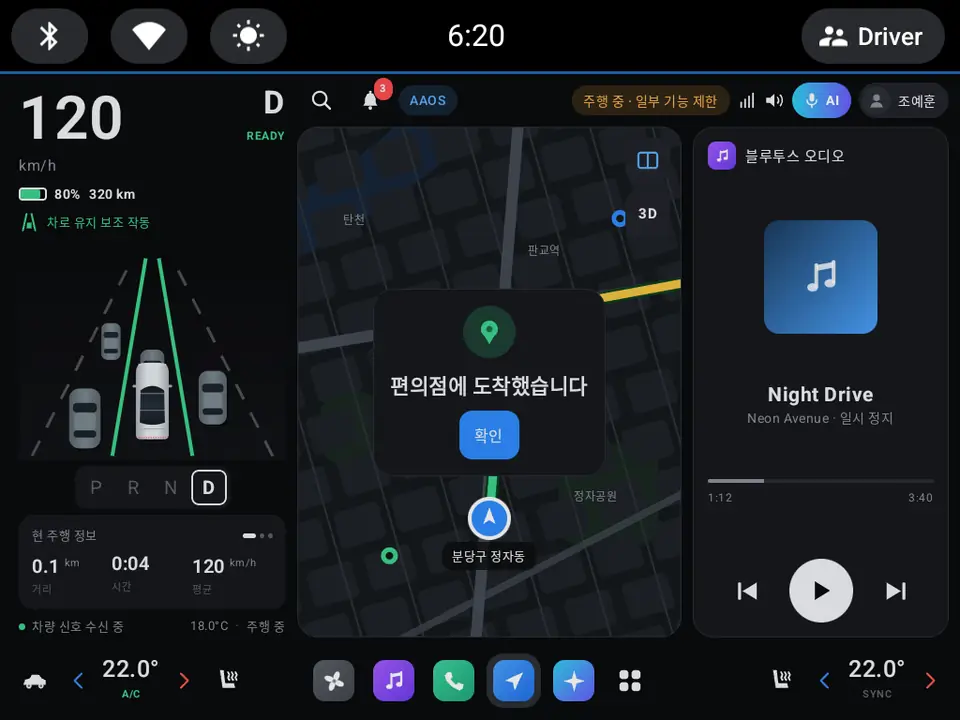 6:20
Driver
120
km/h
D
READY
80% 320 km
차로 유지 보조 작동
P R N D
현 주행 정보
0.1 km
거리
0:04
시간
120 km/h
평균
차량 신호 수신 중
18.0°C · 주행 중
3
AAOS
주행 중 · 일부 기능 제한
AI
조예훈
탄천
판교역
3D
편의점에 도착했습니다
확인
정자공원
분당구 정자동
블루투스 오디오
Night Drive
Neon Avenue · 일시 정지
1:12
3:40
22.0°
A/C
22.0°
SYNC